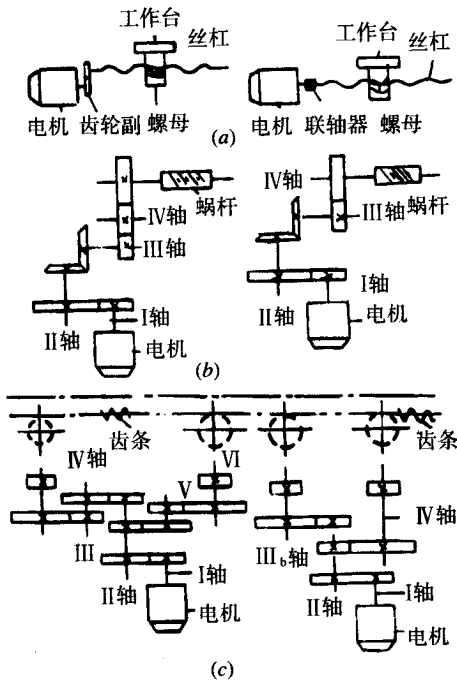 工作台 丝杠
电机 齿轮副 螺母
工作台 丝杠
电机 联轴器 螺母
(a)
蜗杆
IV轴
III轴
I轴
II轴
电机
IV轴
蜗杆
III轴
I轴
II轴
电机
(b)
齿条
IV轴
VI
V
III
I轴
II轴
电机
齿条
IV轴
IIIb轴
I轴
II轴
电机
(c)